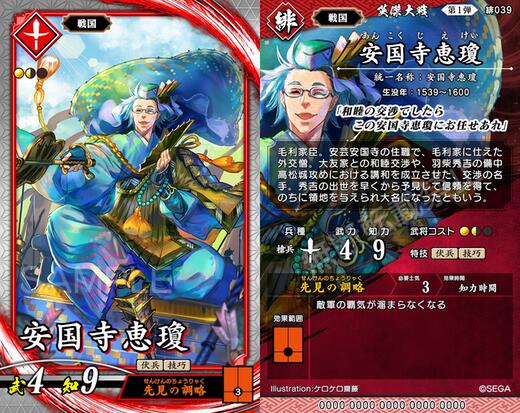 戦国
SAMPLE
安国寺恵瓊
伏兵 技巧
武4 知9
せんけんのちょうりゃく
先見の調略
3
緋
戦国
英傑大戦
第1弾
緋039
あんこくじえけい
安国寺恵瓊
統一名称:安国寺恵瓊
生没年:1539~1600
「和睦の交渉でしたら
この安国寺恵瓊にお任せあれ」
毛利家臣。安芸安国寺の住職で、毛利家に仕えた
外交僧。大友家との和睦交渉や、羽柴秀吉の備中
高松城攻めにおける講和を成立させた、交渉の名
手。秀吉の出世を早くから予見して信頼を得て、
のちに領地を与えられ大名になったともいう。
兵種 武力 知力 武将コスト
槍兵 4 9
特技 伏兵 技巧
せんけんのちょうりゃく 必要士気 効果時間
先見の調略 3 知力時間
敵軍の覇気が溜まらなくなる
効果範囲
Illustration:ケロケロ齋藤
©SEGA
0000 0000 0000 0000 0000